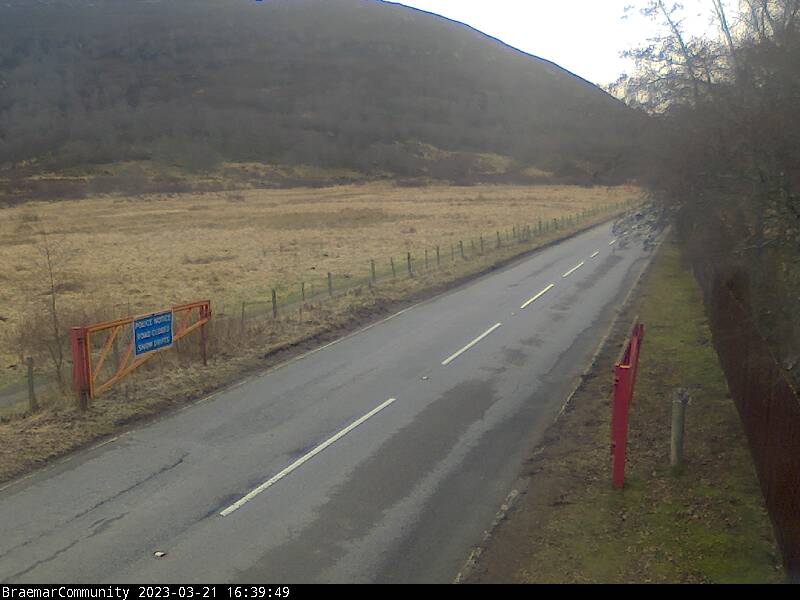 POLICE NOTICE
ROAD CLOSED
SNOW DRIFTS
BraemarCommunity 2023-03-21 16:39:49